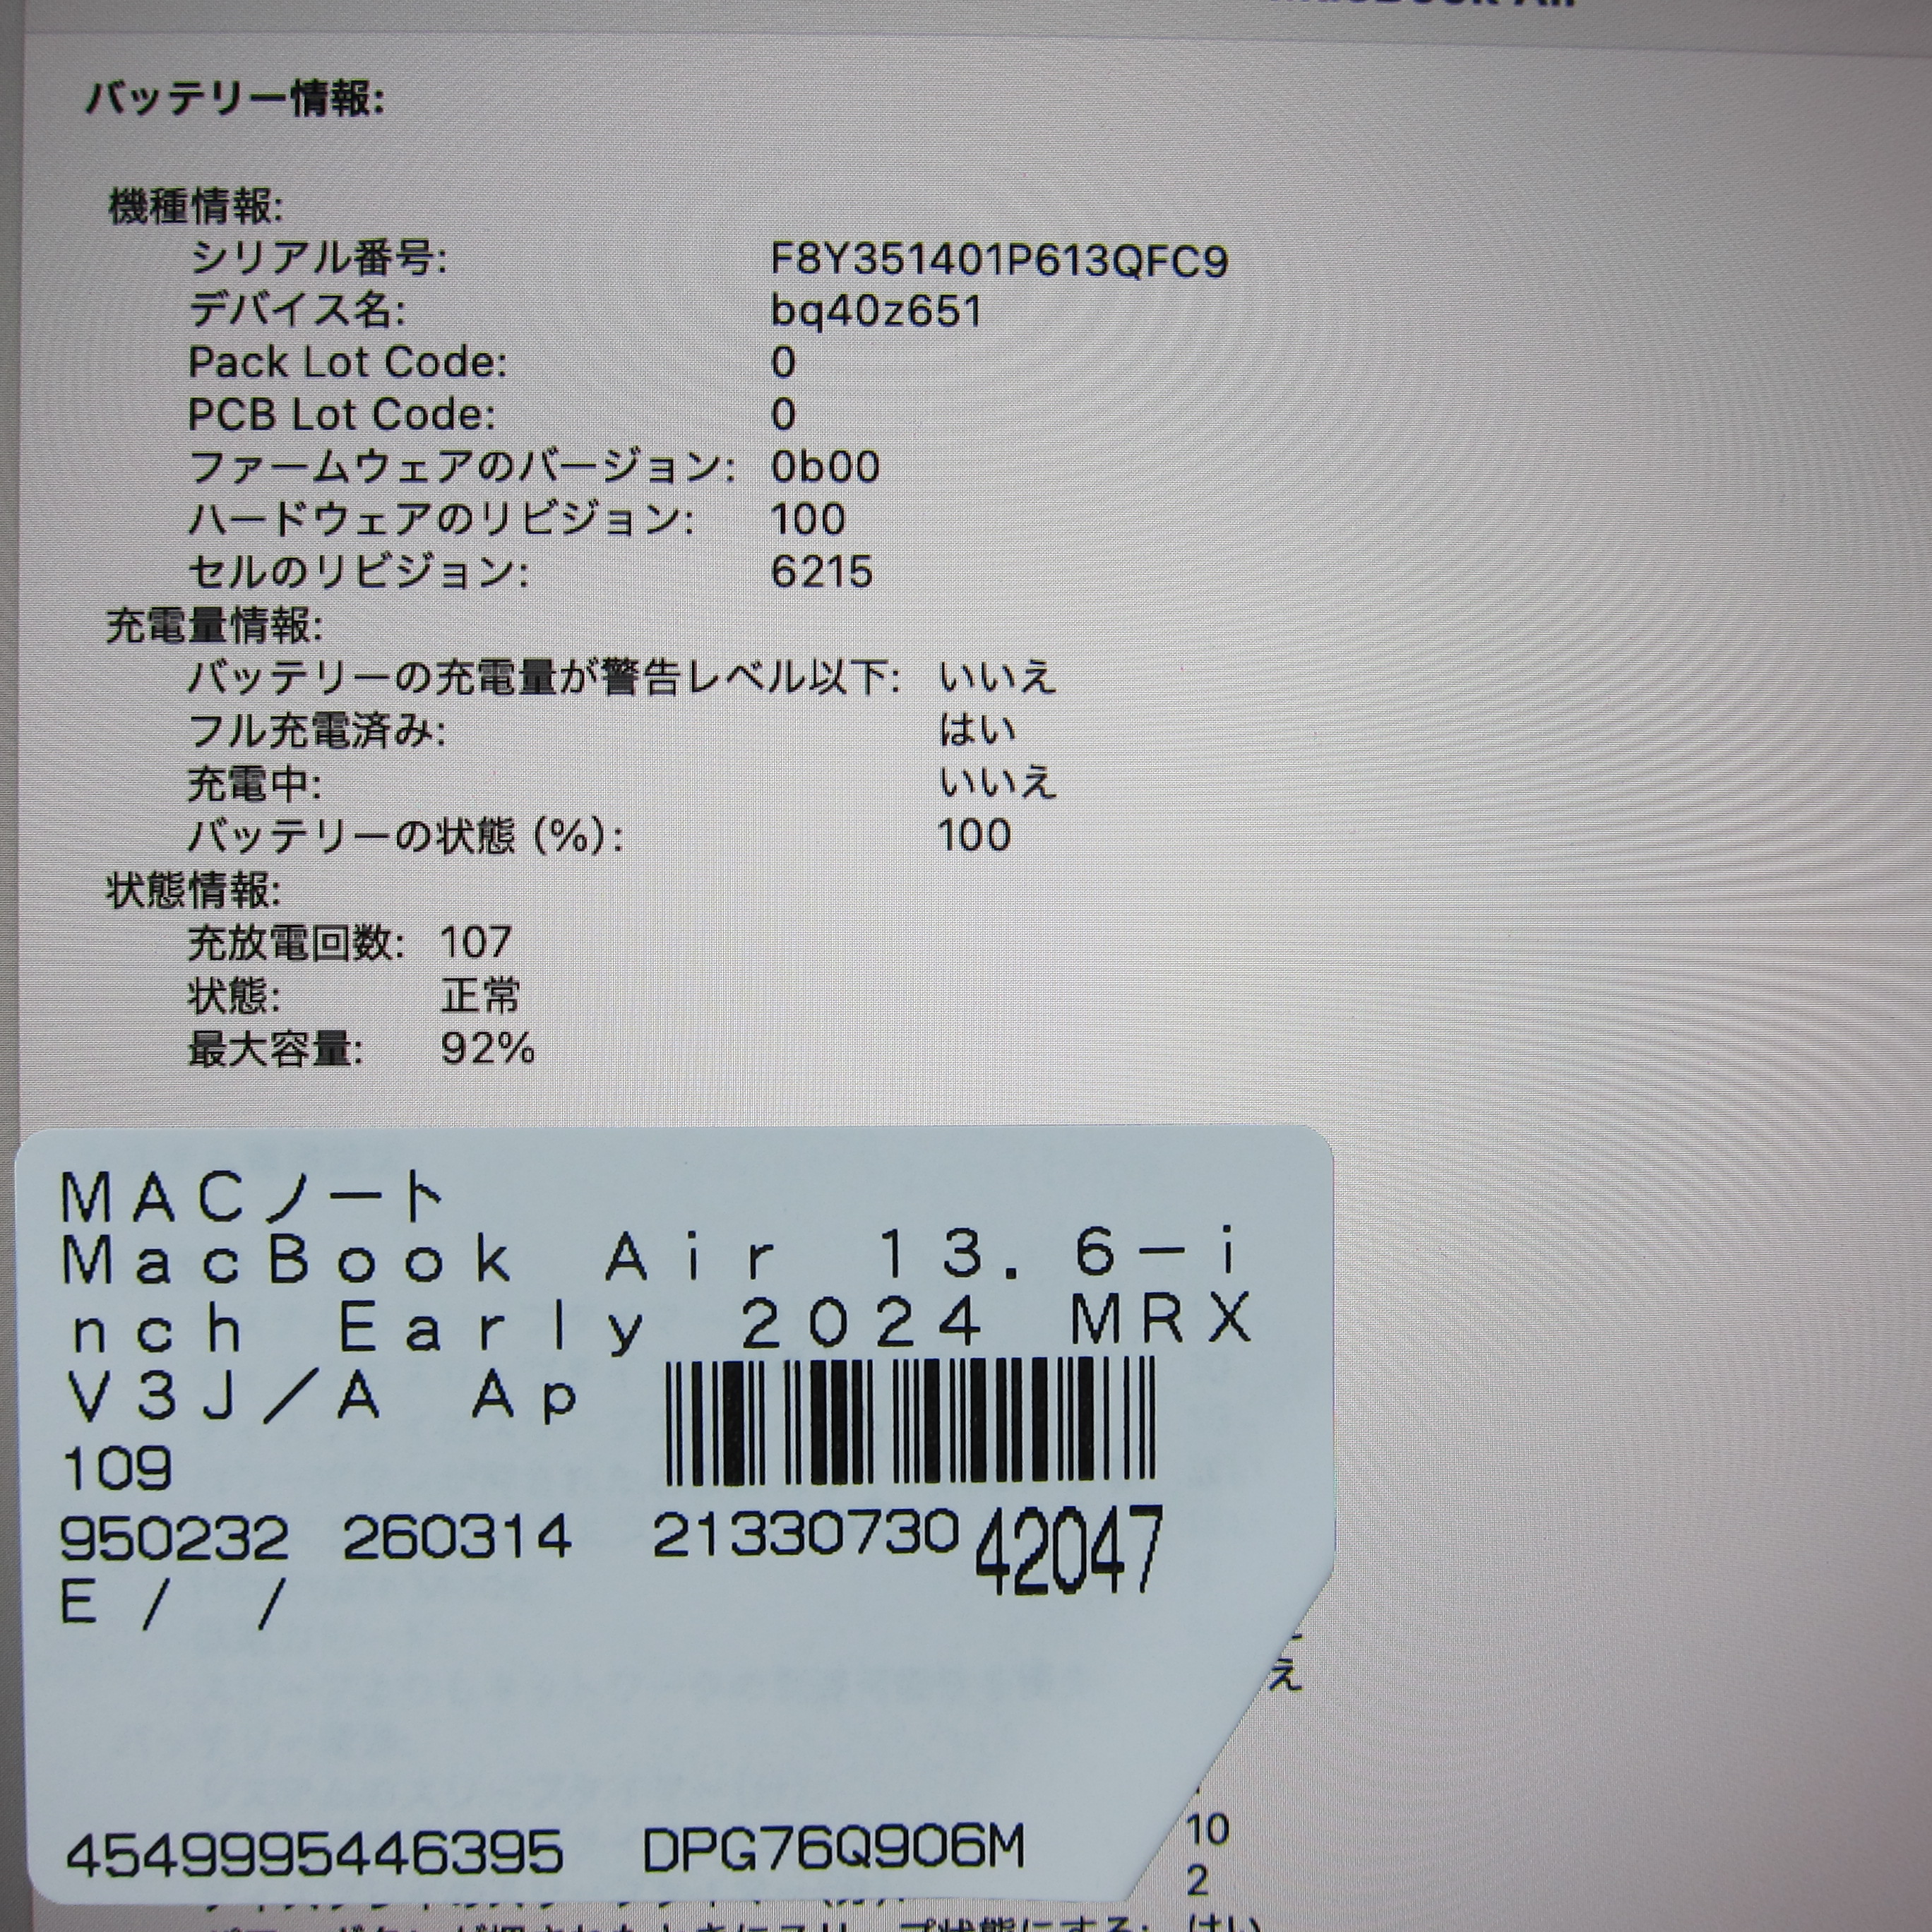 バッテリー情報:
機種情報:
シリアル番号: F8Y351401P613QFC9
デバイス名: bq40z651
Pack Lot Code: 0
PCB Lot Code: 0
ファームウェアのバージョン: 0b00
ハードウェアのリビジョン: 100
セルのリビジョン: 6215
充電量情報:
バッテリーの充電量が警告レベル以下: いいえ
フル充電済み: はい
充電中: いいえ
バッテリーの状態 (%): 100
状態情報:
充放電回数: 107
状態: 正常
最大容量: 92%
MACノート
MacBook Air 13.6-i
nch Early 2024 MRX
V3J/A Ap
109
950232 260314 21330730 42047
E / /
え
10
4549995446395 DPG76Q906M
2
はい